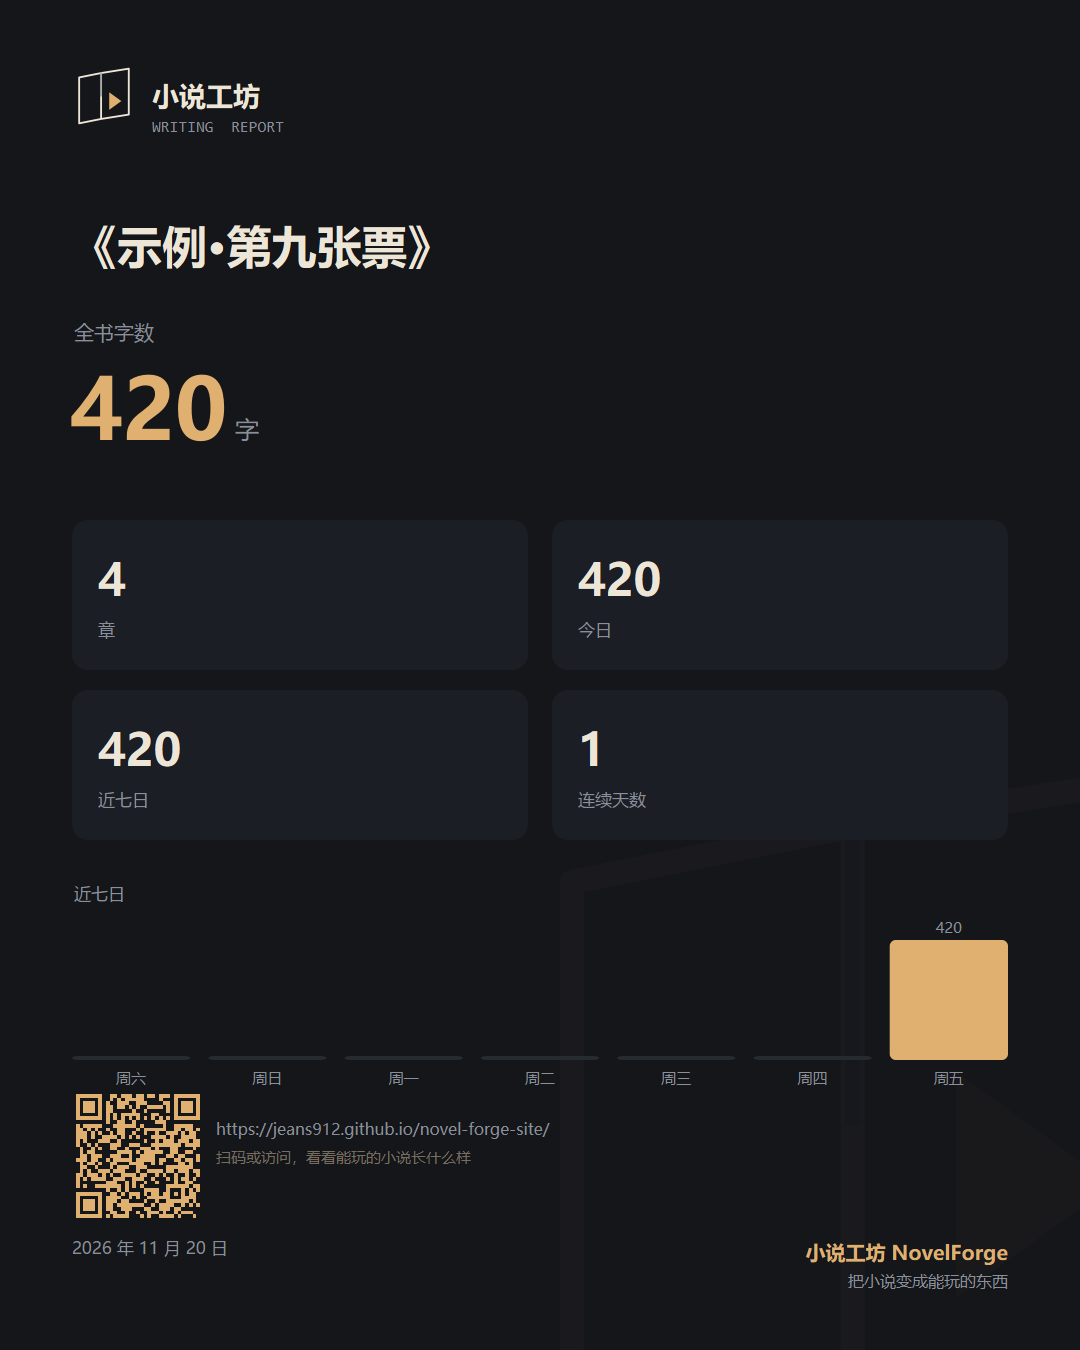 小说工坊
WRITING REPORT
《示例·第九张票》
全书字数
420 字
4
章
420
今日
420
近七日
1
连续天数
近七日
420
周六 周日 周一 周二 周三 周四 周五
https://jeans912.github.io/novel-forge-site/
扫码或访问，看看能玩的小说长什么样
2026 年 11 月 20 日
小说工坊 NovelForge
把小说变成能玩的东西